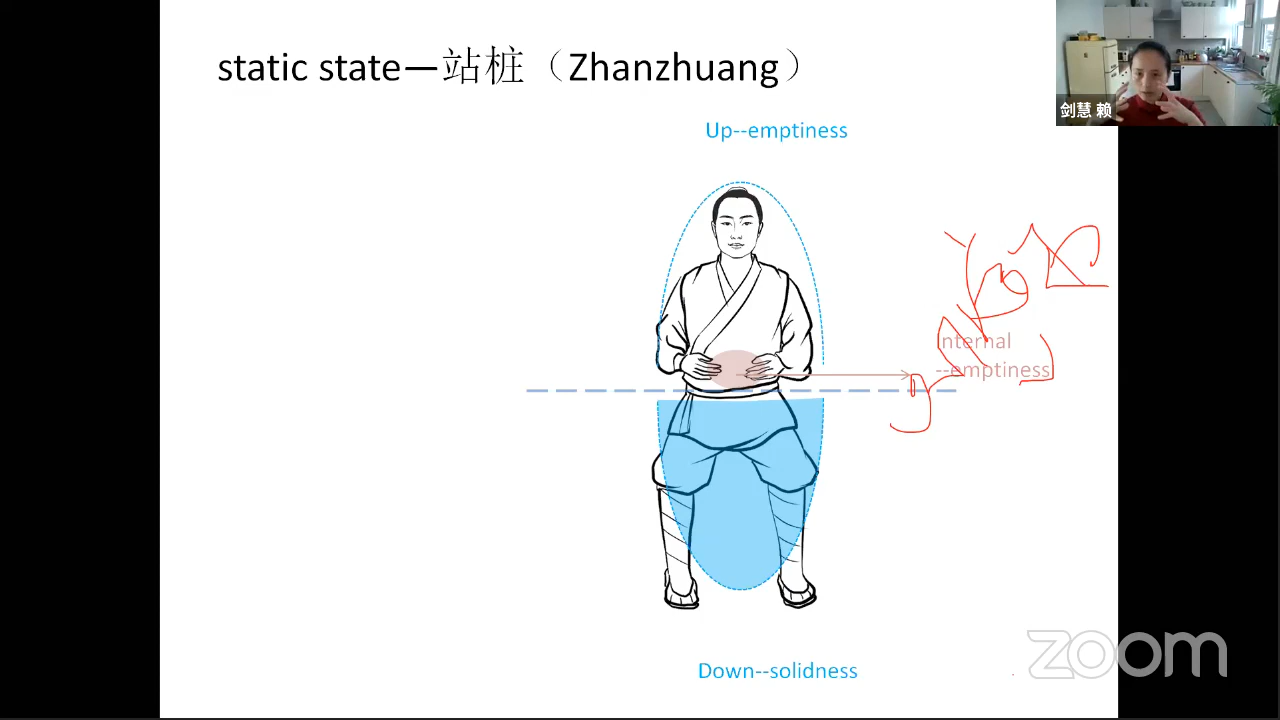 static state—站桩（Zhanzhuang）
剑慧 赖
Up--emptiness
Internal
--emptiness
Down--solidness
zoom